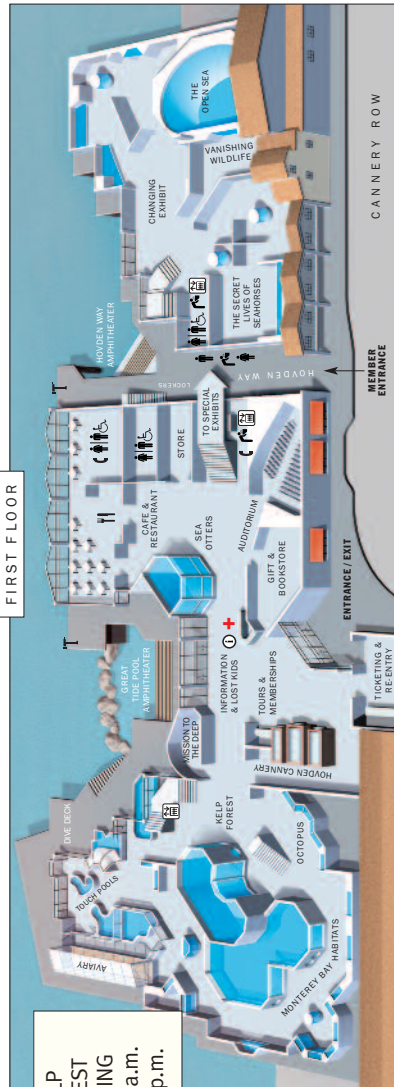 FIRST FLOOR
LP
EST
ING
a.m.
p.m.
DIVE DECK
TOUCH POOLS
AVIARY
GREAT
TIDE POOL
AMPHITHEATER
MISSION TO
THE DEEP
KELP
FOREST
OCTOPUS
MONTEREY BAY HABITATS
HOVDEN CANNERY
TOURS &
MEMBERSHIPS
INFORMATION
& LOST KIDS
i
TICKETING &
RE-ENTRY
ENTRANCE / EXIT
GIFT &
BOOKSTORE
AUDITORIUM
SEA
OTTERS
CAFE &
RESTAURANT
STORE
TO SPECIAL
EXHIBITS
LOCKERS
HOVDEN WAY
HOVDEN WAY
AMPHITHEATER
MEMBER
ENTRANCE
CHANGING
EXHIBIT
THE SECRET
LIVES OF
SEAHORSES
VANISHING
WILDLIFE
THE
OPEN SEA
CANNERY ROW